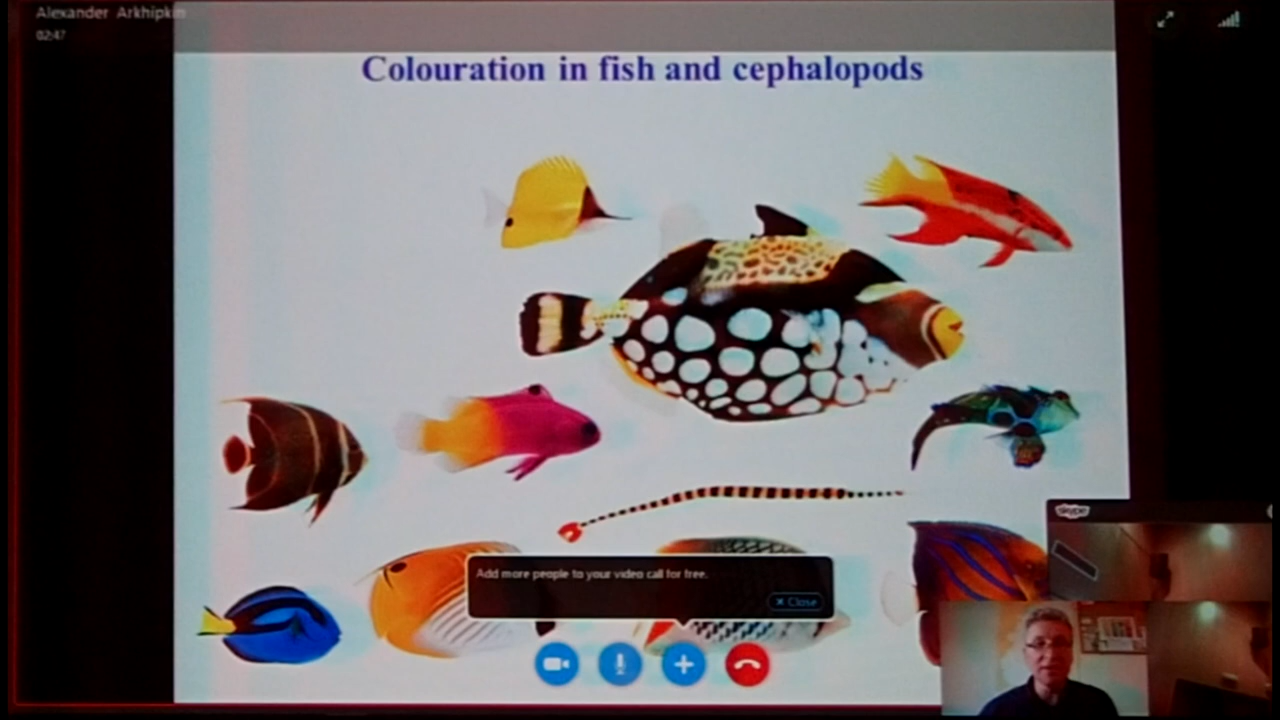 Alexander Arkhipkin
02:47
Colouration in fish and cephalopods
skype
Add more people to your video call for free.
× Close